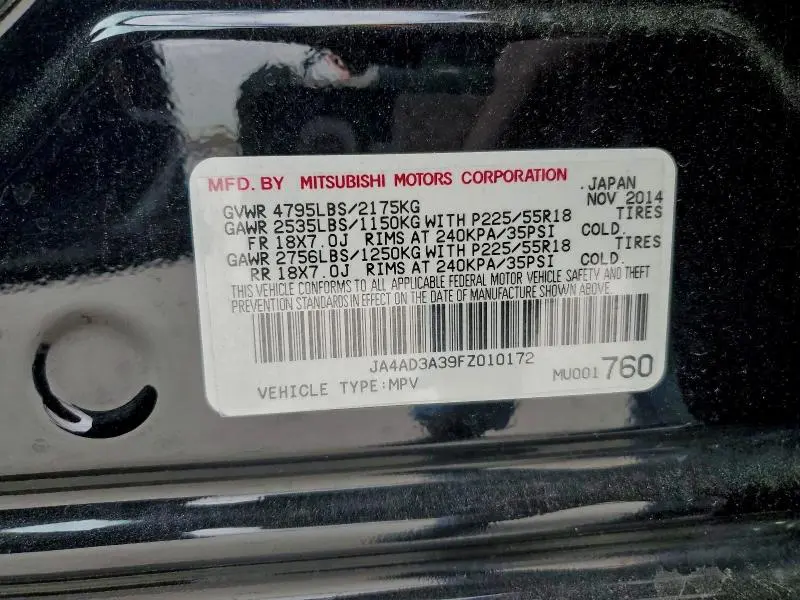 MFD. BY MITSUBISHI MOTORS CORPORATION . JAPAN
GVWR 4795LBS/2175KG NOV 2014
GAWR 2535LBS/1150KG WITH P225/55R18 TIRES
FR 18X7.0J RIMS AT 240KPA/35PSI COLD.
GAWR 2756LBS/1250KG WITH P225/55R18 TIRES
RR 18X7.0J RIMS AT 240KPA/35PSI COLD.
THIS VEHICLE CONFORMS TO ALL APPLICABLE FEDERAL MOTOR VEHICLE SAFETY AND THEFT
PREVENTION STANDARDS IN EFFECT ON THE DATE OF MANUFACTURE SHOWN ABOVE.
JA4AD3A39FZ010172
VEHICLE TYPE:MPV MU001760